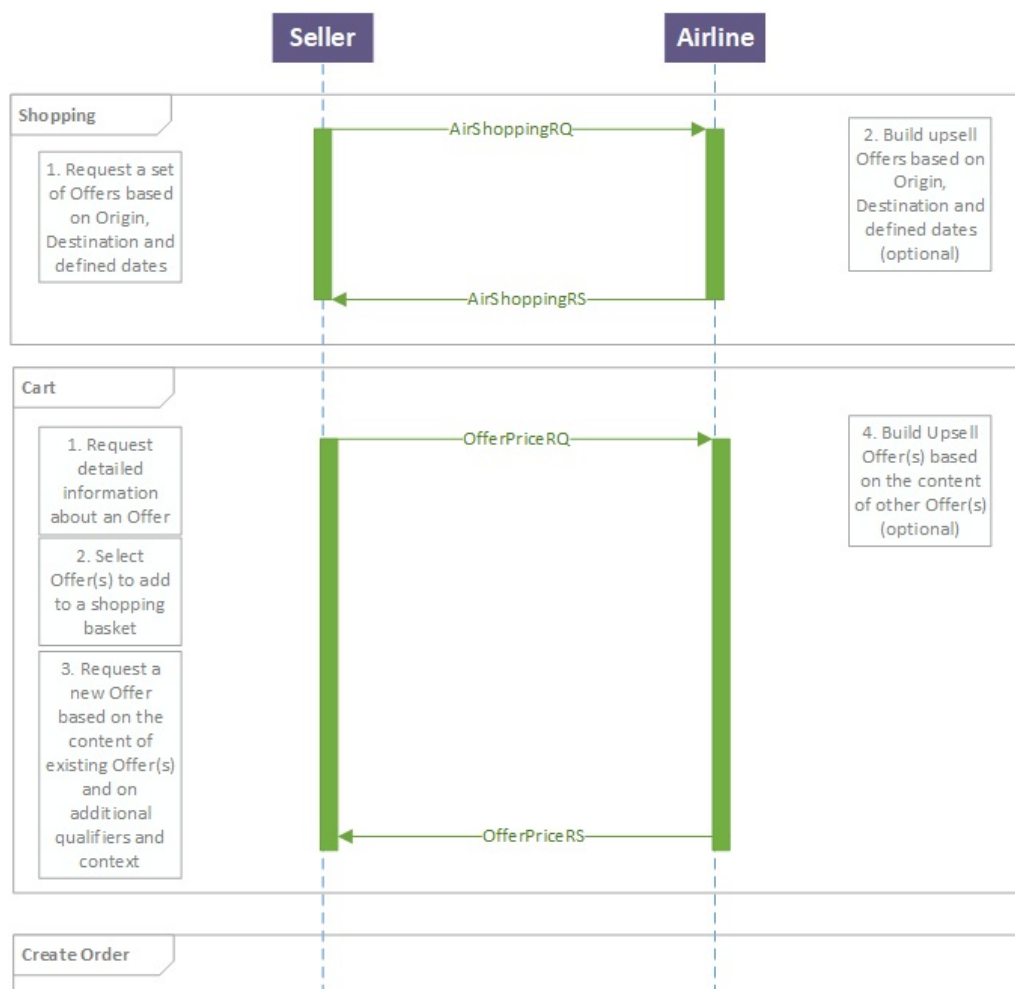 Seller
Airline
Shopping
AirShoppingRQ
1. Request a set
of Offers based
on Origin,
Destination and
defined dates
2. Build upsell
Offers based on
Origin,
Destination and
defined dates
(optional)
AirShoppingRS
Cart
OfferPriceRQ
1. Request
detailed
information
about an Offer
2. Select
Offer(s) to add
to a shopping
basket
3. Request a
new Offer
based on the
content of
existing Offer(s)
and on
additional
qualifiers and
context
4. Build Upsell
Offer(s) based
on the content
of other Offer(s)
(optional)
OfferPriceRS
Create Order